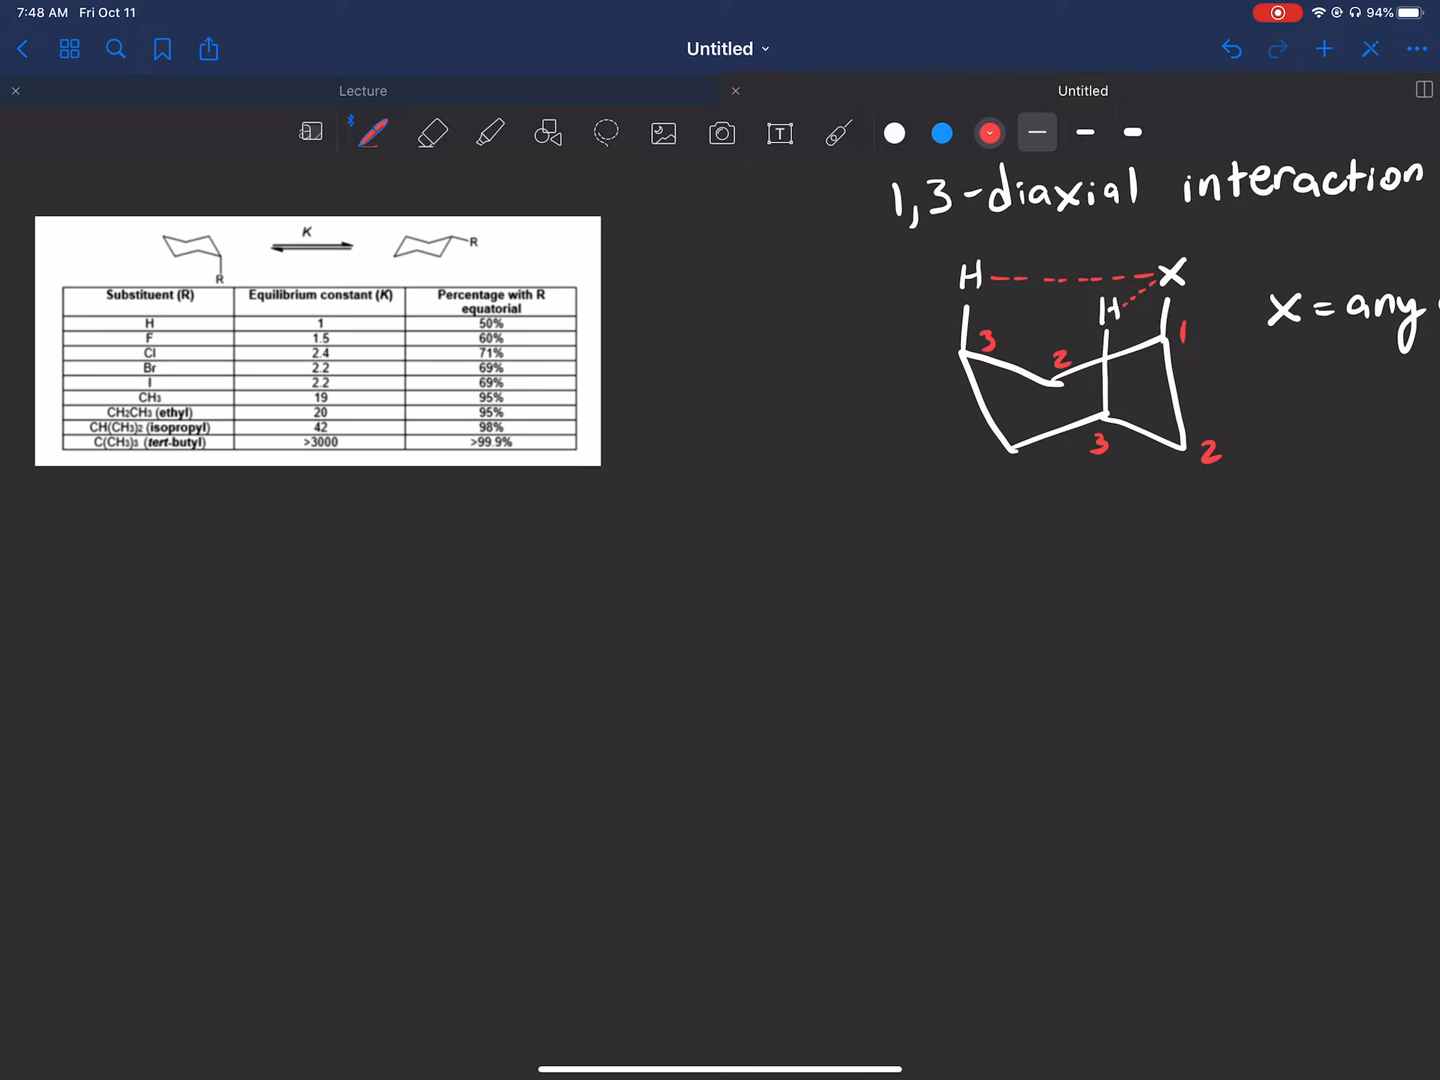 7:48 AM Fri Oct 11
94%
Untitled
Lecture
Untitled
T
1,3-diaxial interaction
H X
H
X = any
3
2
1
3
2
K
R
R
Substituent (R) Equilibrium constant (K) Percentage with R equatorial
H 1 50%
F 1.5 60%
Cl 2.4 71%
Br 2.2 69%
I 2.2 69%
CH3 19 95%
CH2CH3 (ethyl) 20 95%
CH(CH3)2 (isopropyl) 42 98%
C(CH3)3 (tert-butyl) >3000 >99.9%